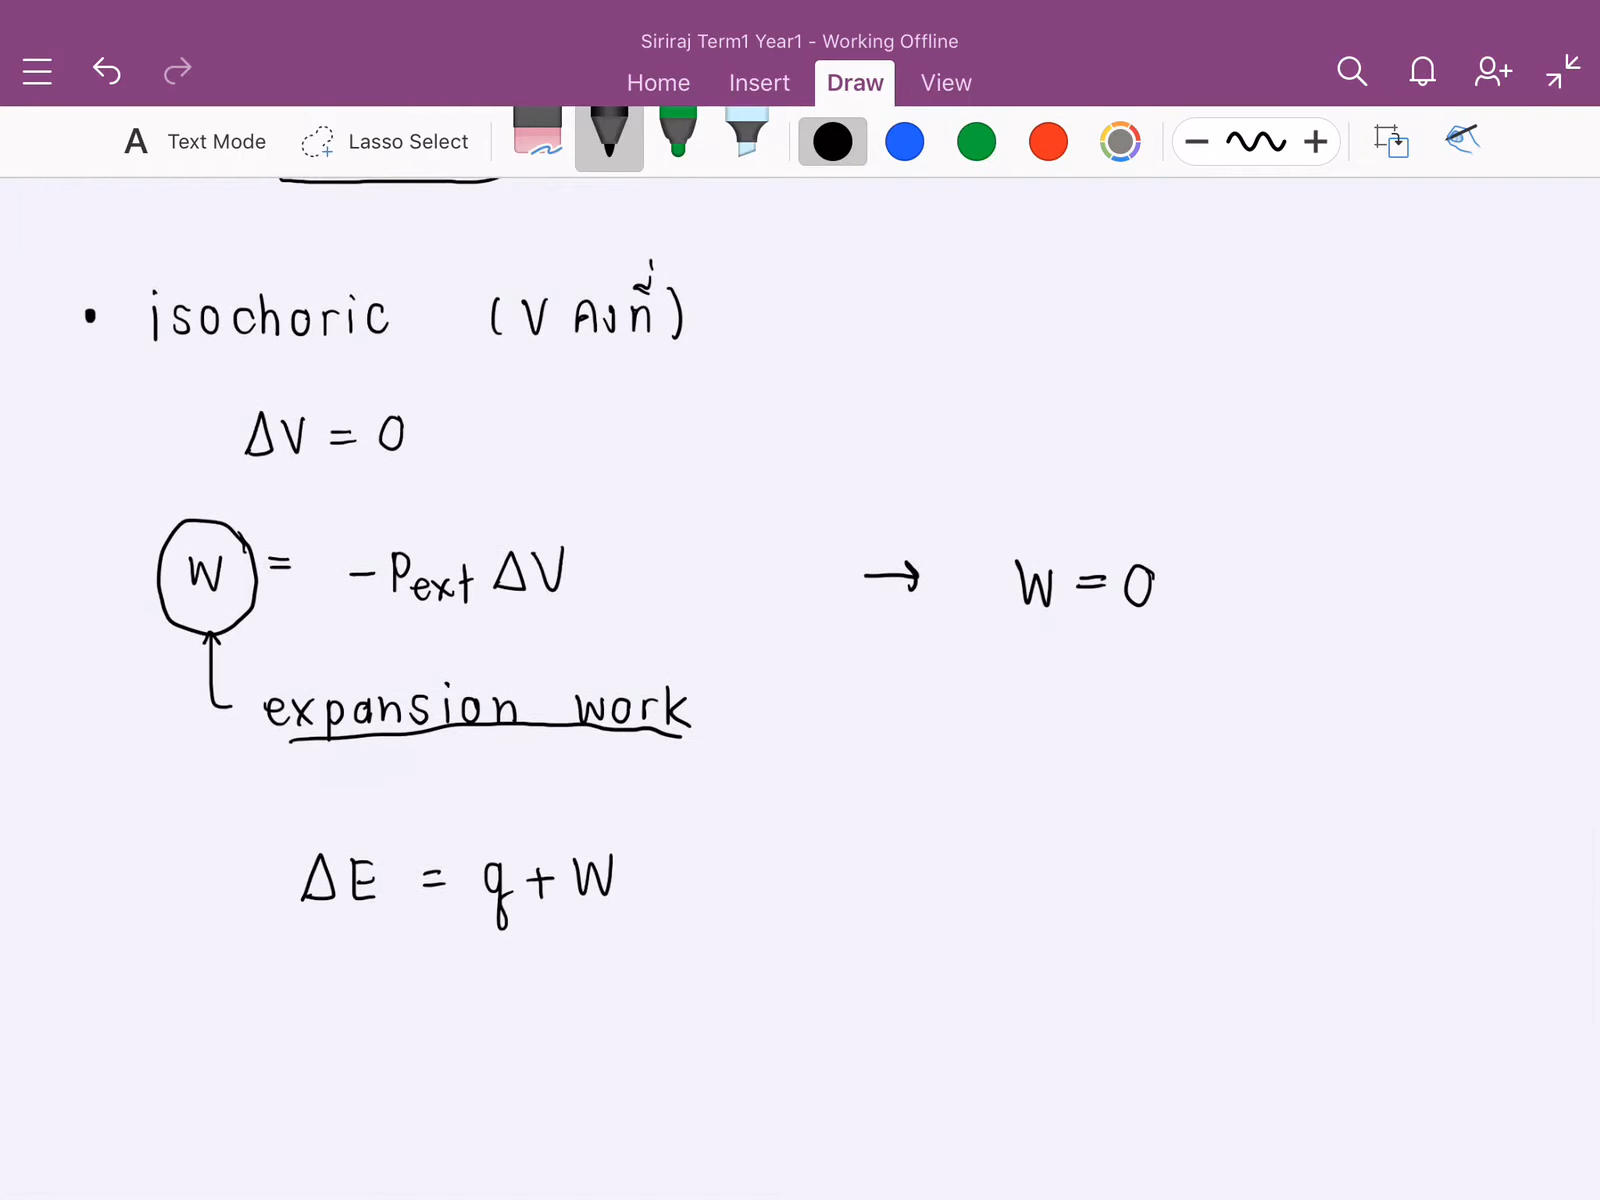 Siriraj Term1 Year1 - Working Offline
Home Insert Draw View
A Text Mode Lasso Select
• isochoric (V คงที่)
ΔV = 0
W = -Pext ΔV → W = 0
expansion work
ΔE = q + W